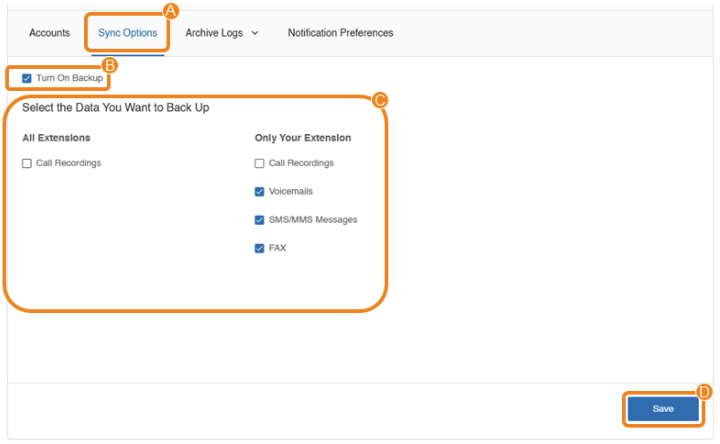 A
Accounts Sync Options Archive Logs Notification Preferences
B
Turn On Backup
C
Select the Data You Want to Back Up
All Extensions Only Your Extension
Call Recordings Call Recordings
Voicemails
SMS/MMS Messages
FAX
D
Save